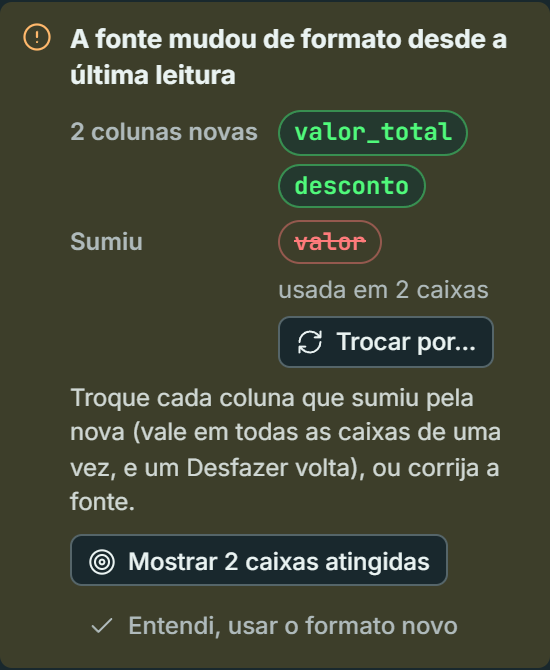 A fonte mudou de formato desde a
última leitura
2 colunas novas valor_total
desconto
Sumiu valor
usada em 2 caixas
Trocar por...
Troque cada coluna que sumiu pela
nova (vale em todas as caixas de uma
vez, e um Desfazer volta), ou corrija a
fonte.
Mostrar 2 caixas atingidas
Entendi, usar o formato novo